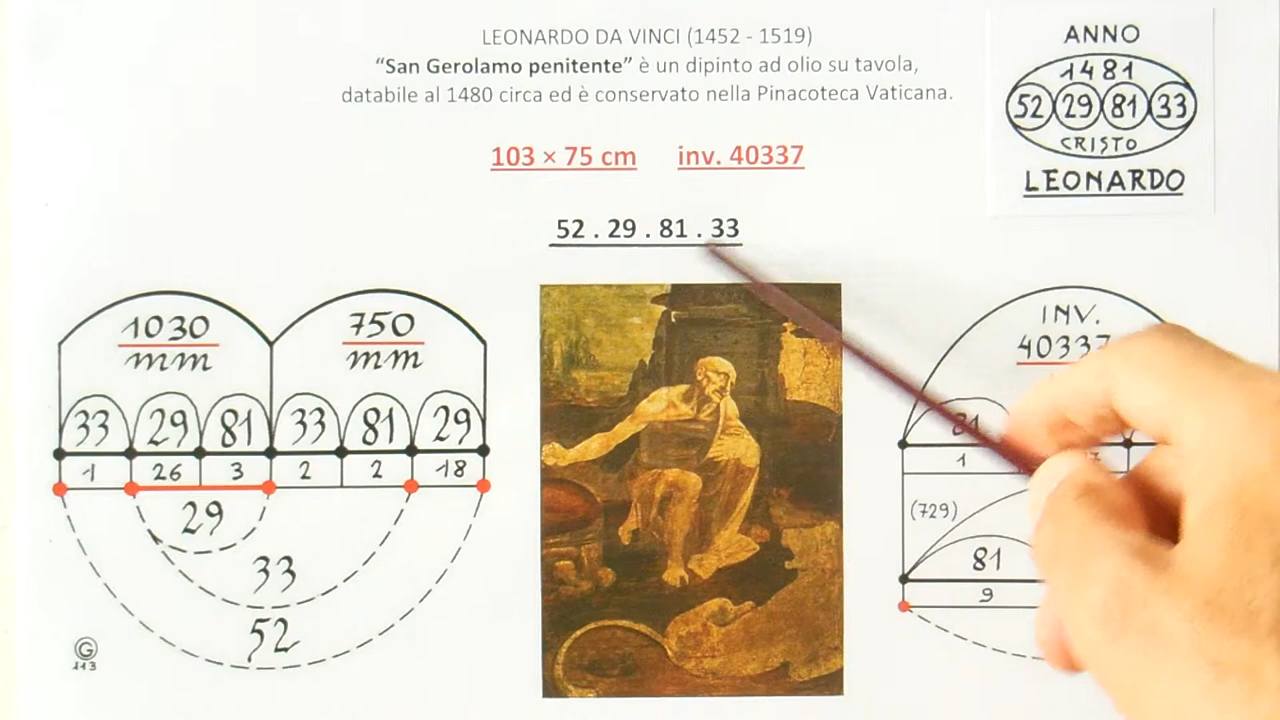 LEONARDO DA VINCI (1452 - 1519)
“San Gerolamo penitente” è un dipinto ad olio su tavola,
databile al 1480 circa ed è conservato nella Pinacoteca Vaticana.
103 × 75 cm inv. 40337
52 . 29 . 81 . 33
ANNO
1481
52 29 81 33
CRISTO
LEONARDO
1030 750
mm mm
33 29 81 33 81 29
1 26 3 2 2 18
29
33
52
G
113
INV.
40337
81
1
(729)
81
9